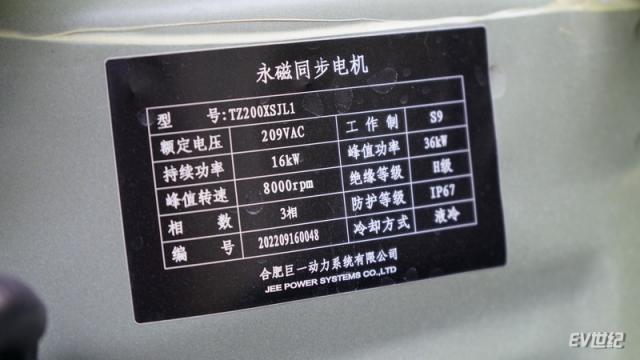 永磁同步电机
型 号:TZ200XSJL1
额定电压 209VAC 工作制 S9
持续功率 16kW 峰值功率 36kW
峰值转速 8000rpm 绝缘等级 H级
相 数 3相 防护等级 IP67
编 号 202209160048 冷却方式 液冷
合肥巨一动力系统有限公司
JEE POWER SYSTEMS CO.,LTD
EV世纪